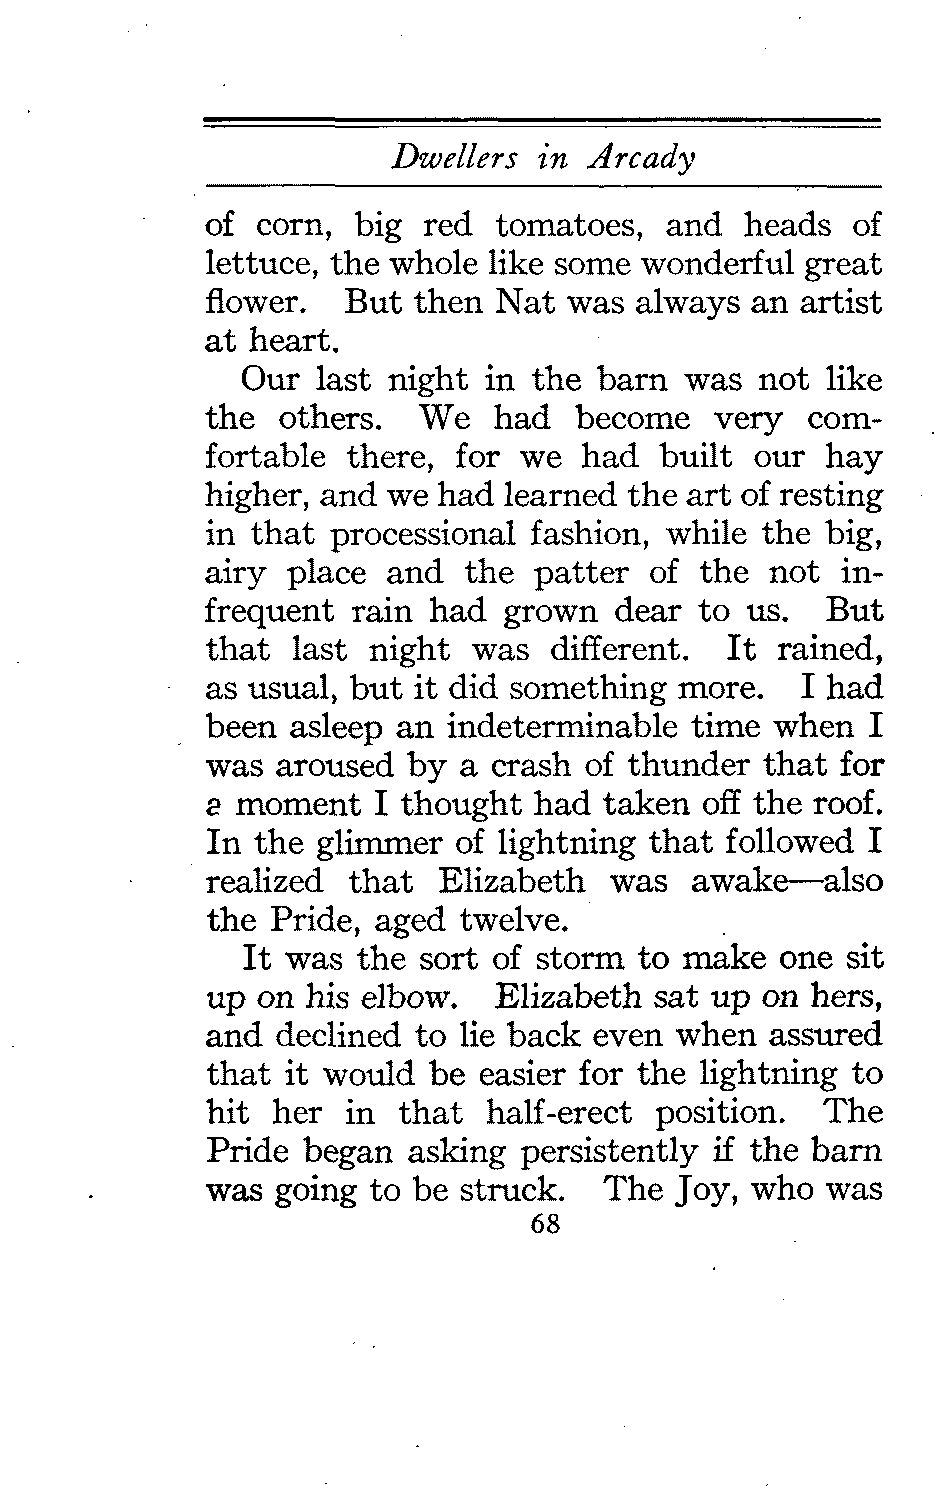 Dwellers in Arcady
of corn, big red tomatoes, and heads of
lettuce, the whole like some wonderful great
flower. But then Nat was always an artist
at heart.
Our last night in the barn was not like
the others. We had become very com-
fortable there, for we had built our hay
higher, and we had learned the art of resting
in that processional fashion, while the big,
airy place and the patter of the not in-
frequent rain had grown dear to us. But
that last night was different. It rained,
as usual, but it did something more. I had
been asleep an indeterminable time when I
was aroused by a crash of thunder that for
a moment I thought had taken off the roof.
In the glimmer of lightning that followed I
realized that Elizabeth was awake—also
the Pride, aged twelve.
It was the sort of storm to make one sit
up on his elbow. Elizabeth sat up on hers,
and declined to lie back even when assured
that it would be easier for the lightning to
hit her in that half-erect position. The
Pride began asking persistently if the barn
was going to be struck. The Joy, who was
68